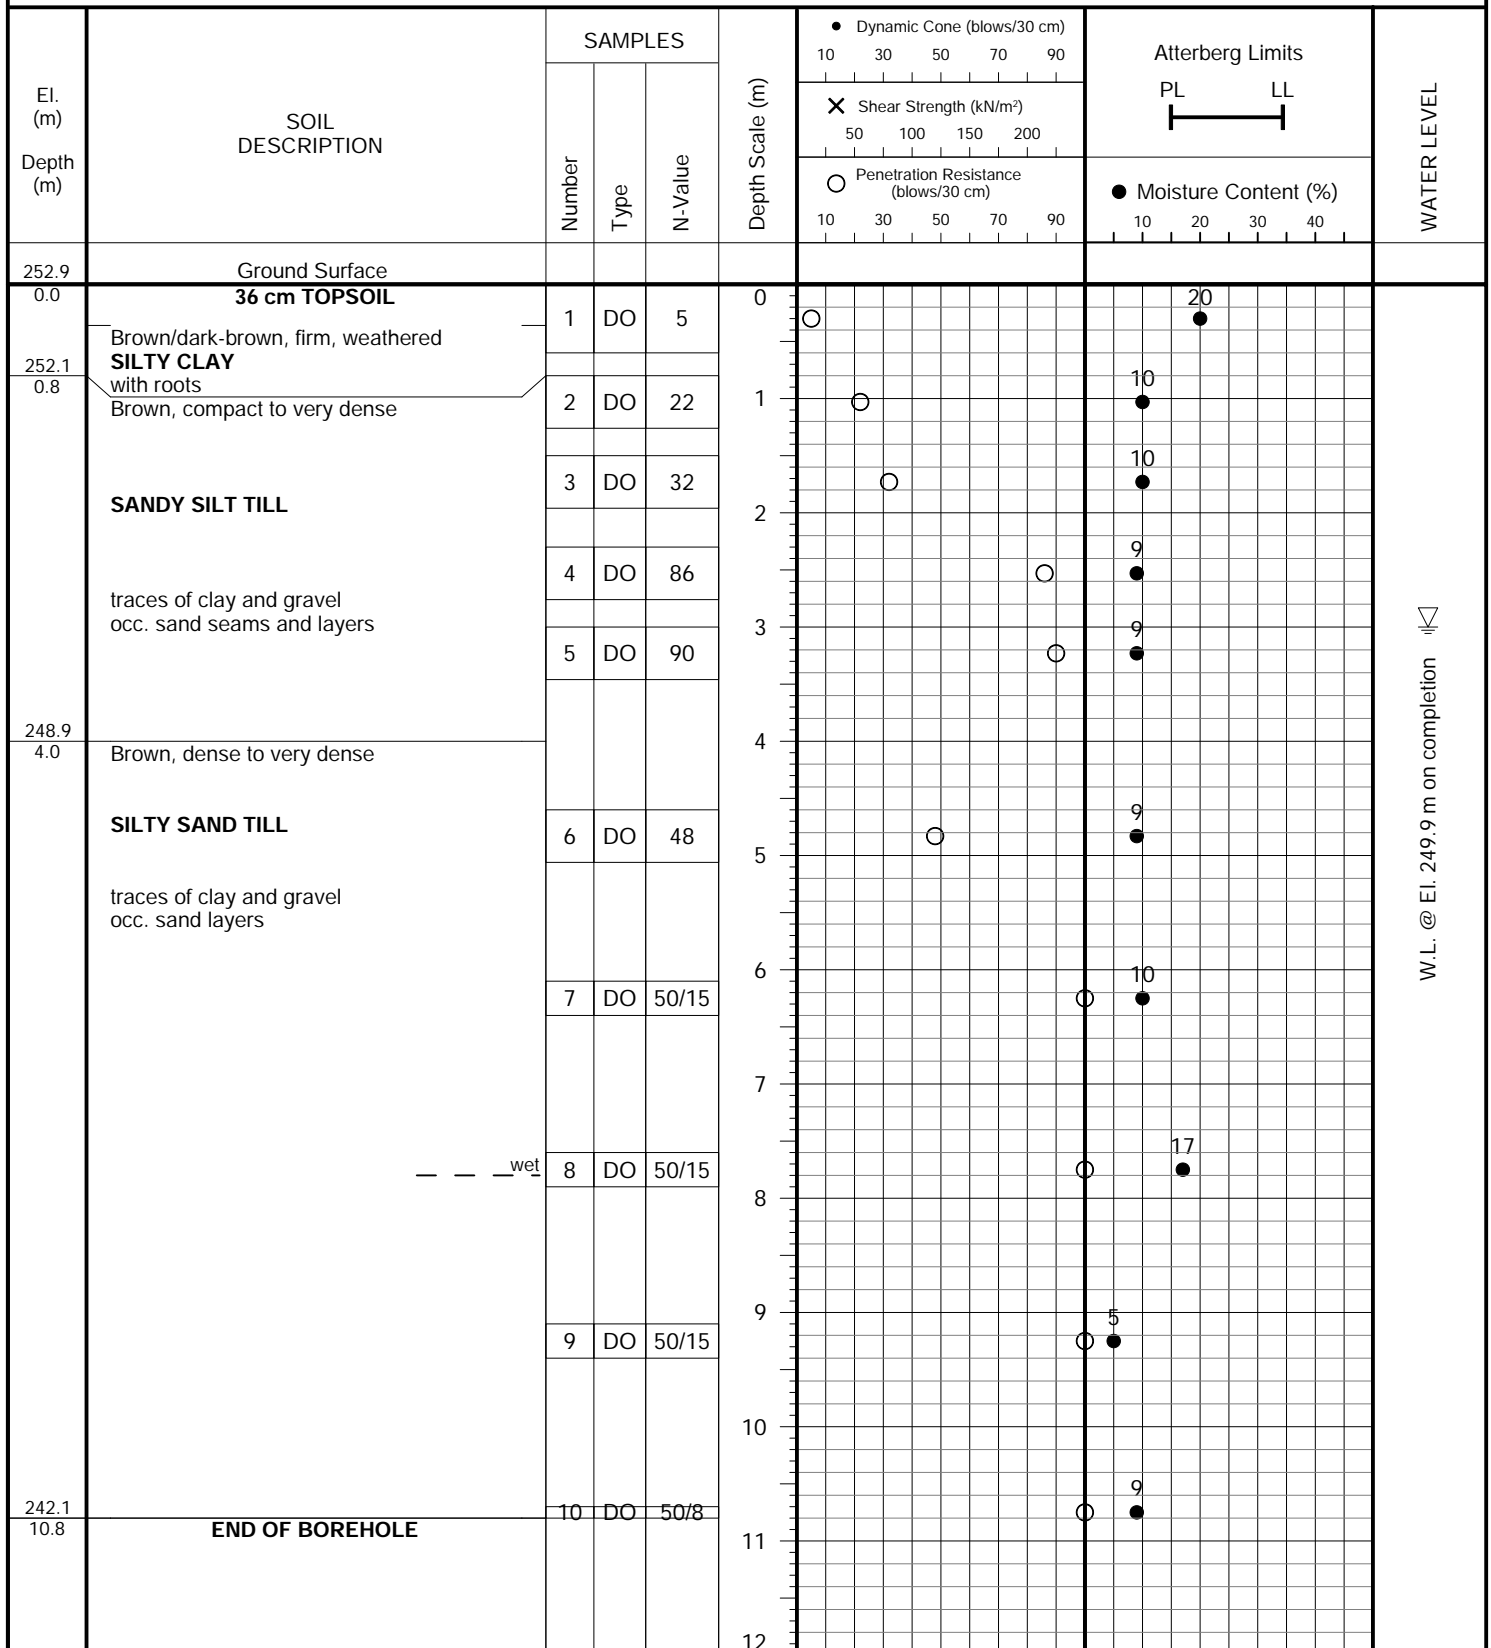 El.
(m)
Depth
(m)
SOIL
DESCRIPTION
SAMPLES
Number
Type
N-Value
Depth Scale (m)
Dynamic Cone (blows/30 cm)
10 30 50 70 90
Shear Strength (kN/m²)
50 100 150 200
Penetration Resistance
(blows/30 cm)
10 30 50 70 90
Atterberg Limits
PL LL
Moisture Content (%)
10 20 30 40
WATER LEVEL
252.9 Ground Surface
0.0 36 cm TOPSOIL 0
1 DO 5 20
Brown/dark-brown, firm, weathered
252.1 SILTY CLAY
0.8 with roots
10
Brown, compact to very dense
2 DO 22 1
10
3 DO 32
SANDY SILT TILL
2
9
4 DO 86
traces of clay and gravel
occ. sand seams and layers
3 9
5 DO 90
248.9
4.0 Brown, dense to very dense 4
9
SILTY SAND TILL
6 DO 48
5
traces of clay and gravel
occ. sand layers
6 10
7 DO 50/15
7
17
wet 8 DO 50/15
8
9 5
9 DO 50/15
10
9
242.1 10 DO 50/8
10.8 END OF BOREHOLE
11
12
W.L. @ El. 249.9 m on completion